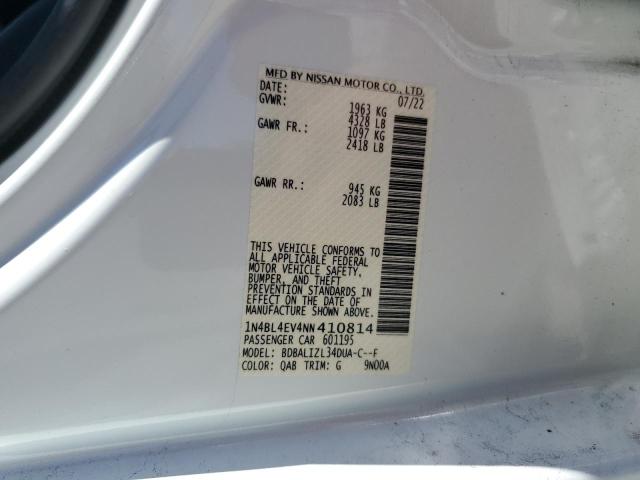 MFD BY NISSAN MOTOR CO., LTD.
DATE: 07/22
GVWR: 1963 KG
4328 LB
GAWR FR.: 1097 KG
2418 LB
GAWR RR.: 945 KG
2083 LB
THIS VEHICLE CONFORMS TO
ALL APPLICABLE FEDERAL
MOTOR VEHICLE SAFETY,
BUMPER, AND THEFT
PREVENTION STANDARDS IN
EFFECT ON THE DATE OF
MANUFACTURE SHOWN ABOVE.
1N4BL4EV4NN410814
PASSENGER CAR 601195
MODEL: BDBALIZL34DUA-C--F
COLOR: QAB TRIM: G 9N00A